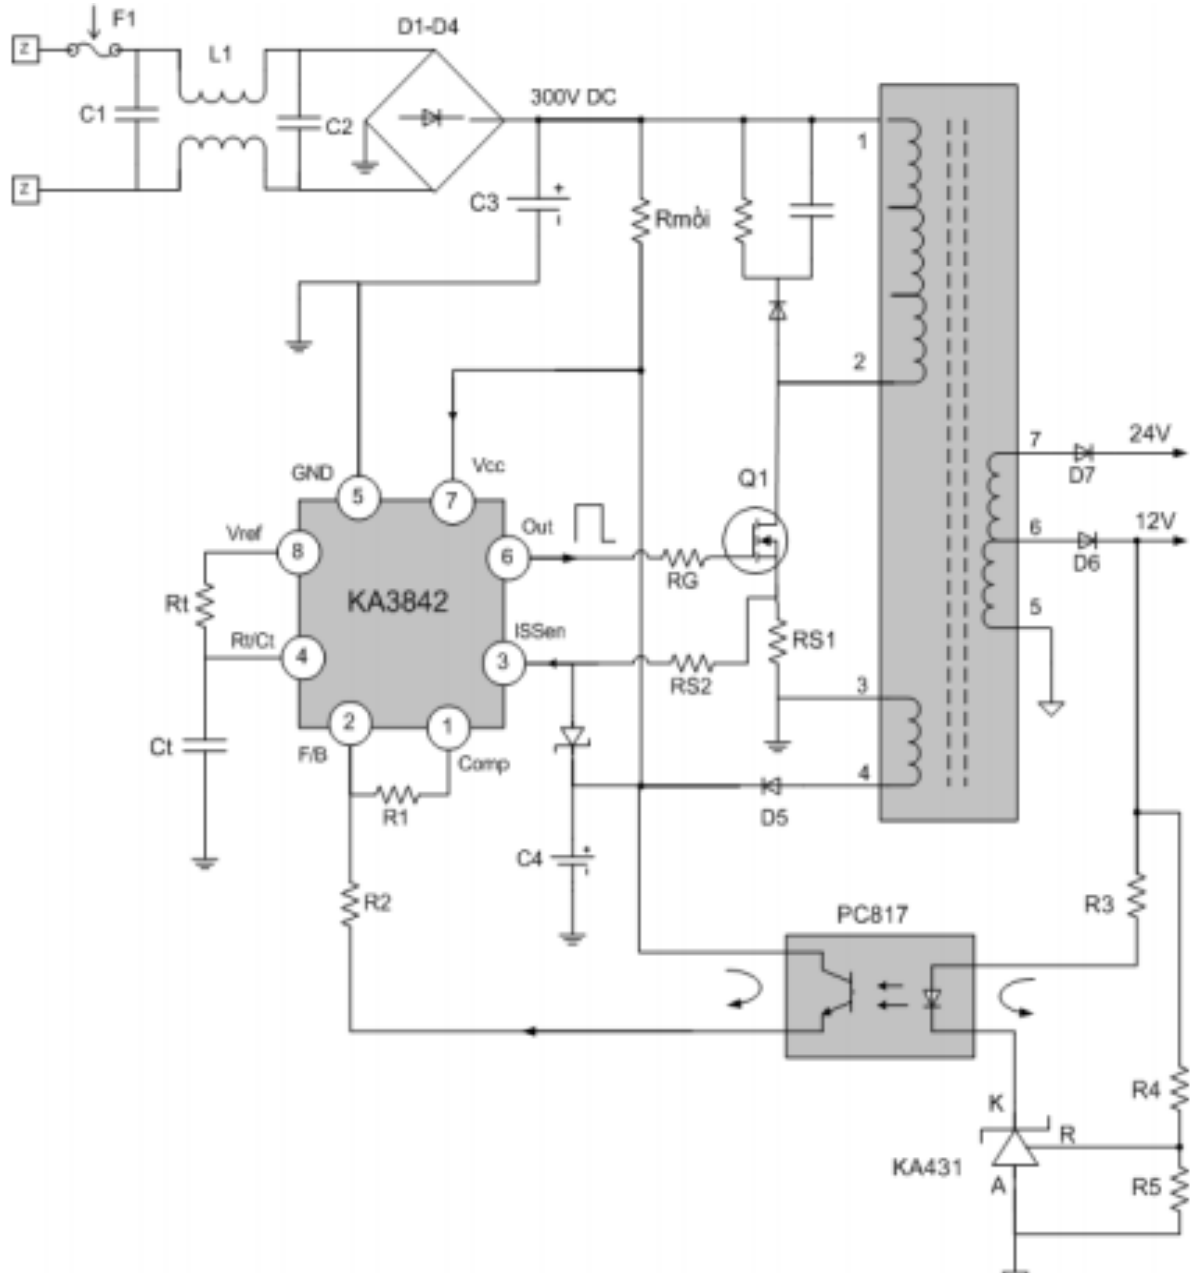 F1
Z
L1
D1-D4
C1
C2
300V DC
Z
C3
Rmồi
1
2
7
24V
D7
GND
5
Vcc
7
Q1
Vref
8
Out
6
6
12V
D6
RG
Rt
KA3842
ISSen
5
Rt/Ct
4
3
RS1
RS2
3
2
1
Ct
F/B
Comp
4
R1
D5
C4
R2
PC817
R3
R4
K
R
KA431
A
R5